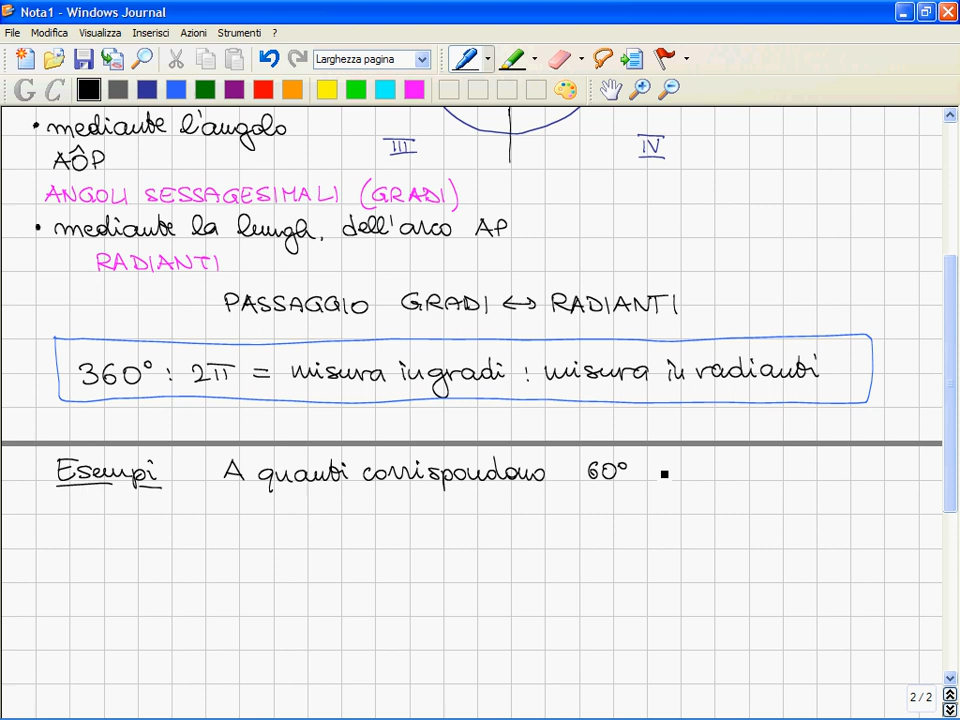 Nota1 - Windows Journal
File Modifica Visualizza Inserisci Azioni Strumenti ?
Larghezza pagina
G C
• mediante l'angolo
AÔP
III IV
ANGOLI SESSAGESIMALI (GRADI)
• mediante la lungh. dell'arco AP
RADIANTI
PASSAGGIO GRADI ↔ RADIANTI
360° : 2π = misura in gradi : misura in radianti
Esempi A quanti corrispondono 60°
2 / 2